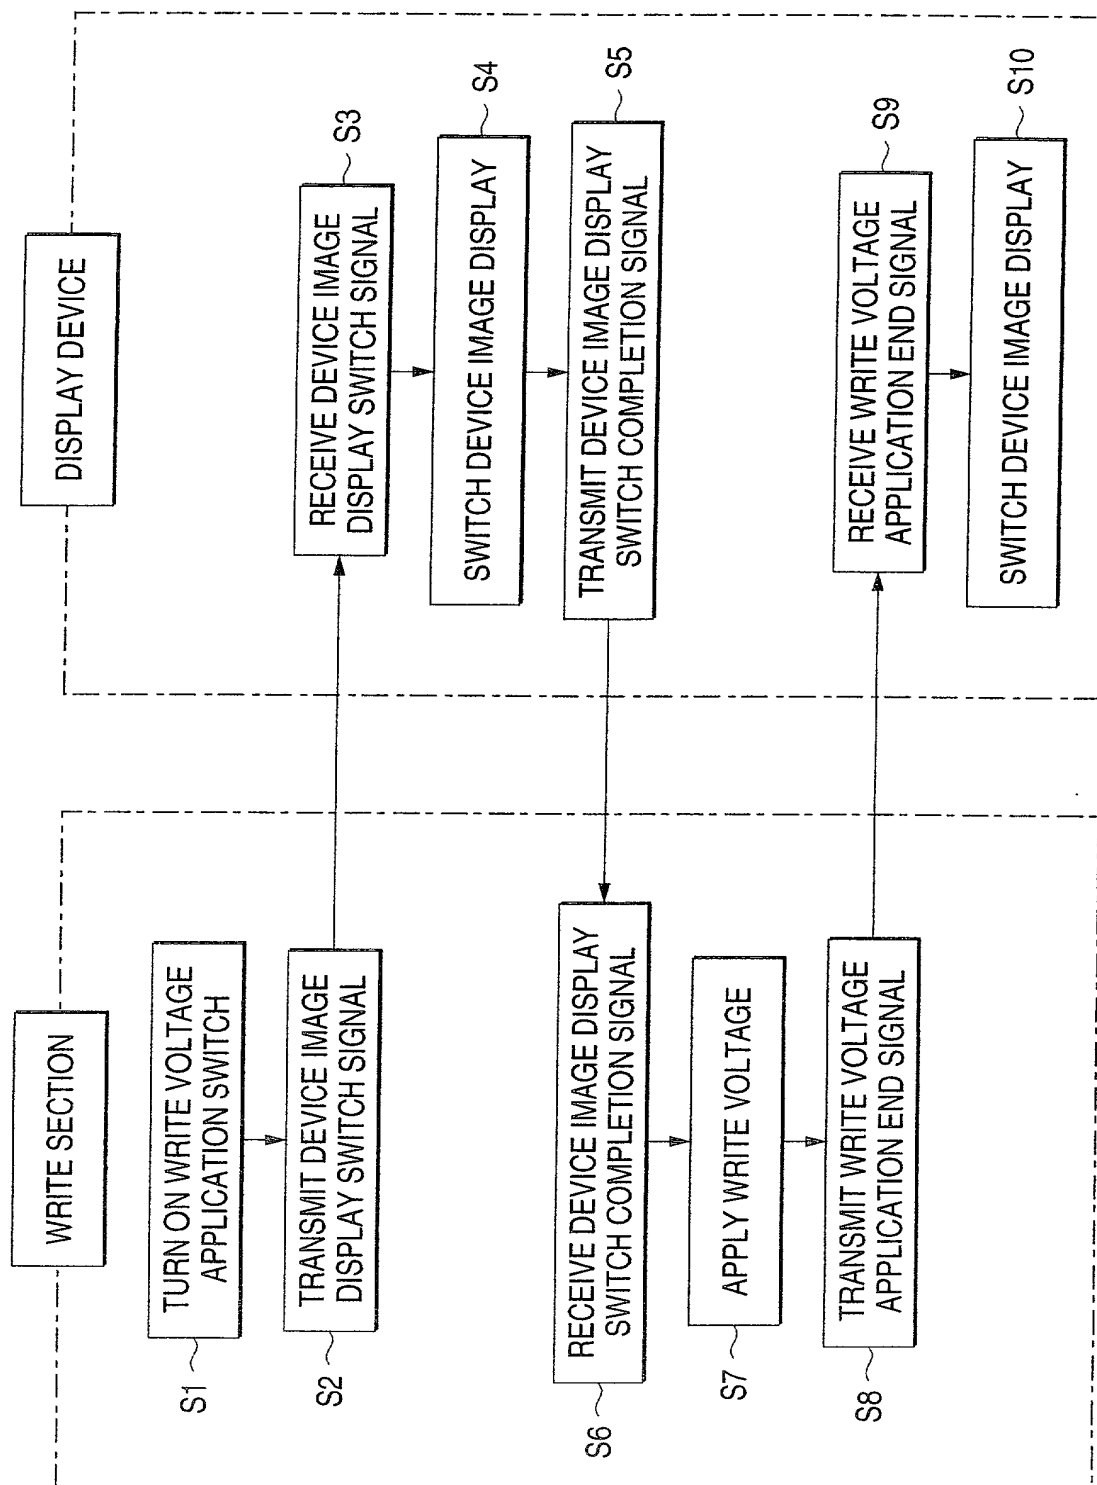 WRITE SECTION
TURN ON WRITE VOLTAGE
APPLICATION SWITCH
S1
TRANSMIT DEVICE IMAGE
DISPLAY SWITCH SIGNAL
S2
RECEIVE DEVICE IMAGE DISPLAY
SWITCH COMPLETION SIGNAL
S6
APPLY WRITE VOLTAGE
S7
TRANSMIT WRITE VOLTAGE
APPLICATION END SIGNAL
S8
DISPLAY DEVICE
RECEIVE DEVICE IMAGE
DISPLAY SWITCH SIGNAL
S3
SWITCH DEVICE IMAGE DISPLAY
S4
TRANSMIT DEVICE IMAGE DISPLAY
SWITCH COMPLETION SIGNAL
S5
RECEIVE WRITE VOLTAGE
APPLICATION END SIGNAL
S9
SWITCH DEVICE IMAGE DISPLAY
S10